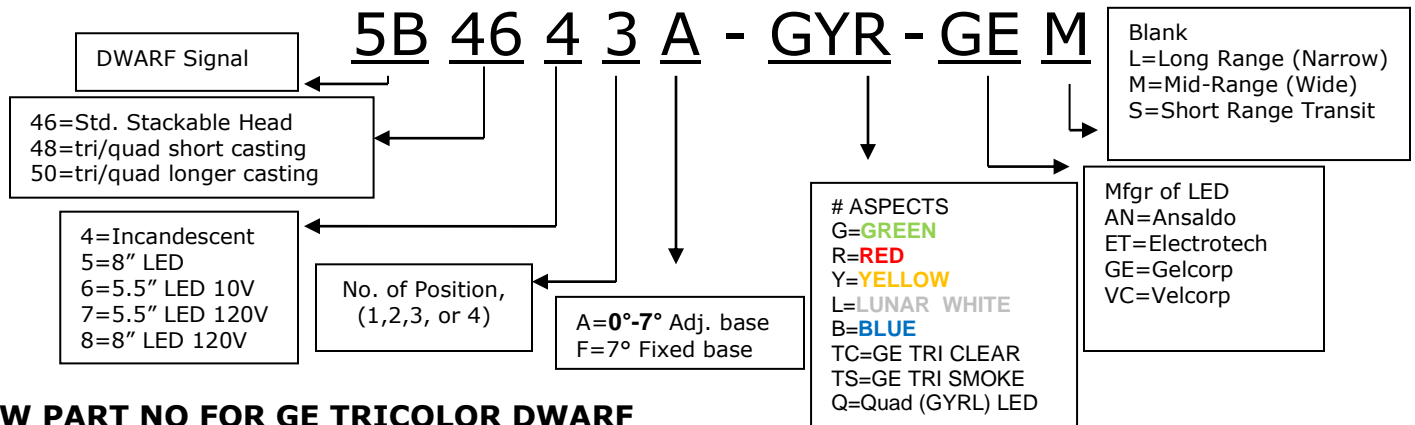 5B 46 4 3 A - GYR - GE M
DWARF Signal
46=Std. Stackable Head
48=tri/quad short casting
50=tri/quad longer casting
4=Incandescent
5=8” LED
6=5.5” LED 10V
7=5.5” LED 120V
8=8” LED 120V
No. of Position,
(1,2,3, or 4)
A=0°-7° Adj. base
F=7° Fixed base
# ASPECTS
G=GREEN
R=RED
Y=YELLOW
L=LUNAR WHITE
B=BLUE
TC=GE TRI CLEAR
TS=GE TRI SMOKE
Q=Quad (GYRL) LED
Mfgr of LED
AN=Ansaldo
ET=Electrotech
GE=Gelcorp
VC=Velcorp
Blank
L=Long Range (Narrow)
M=Mid-Range (Wide)
S=Short Range Transit
W PART NO FOR GE TRICOLOR DWARF